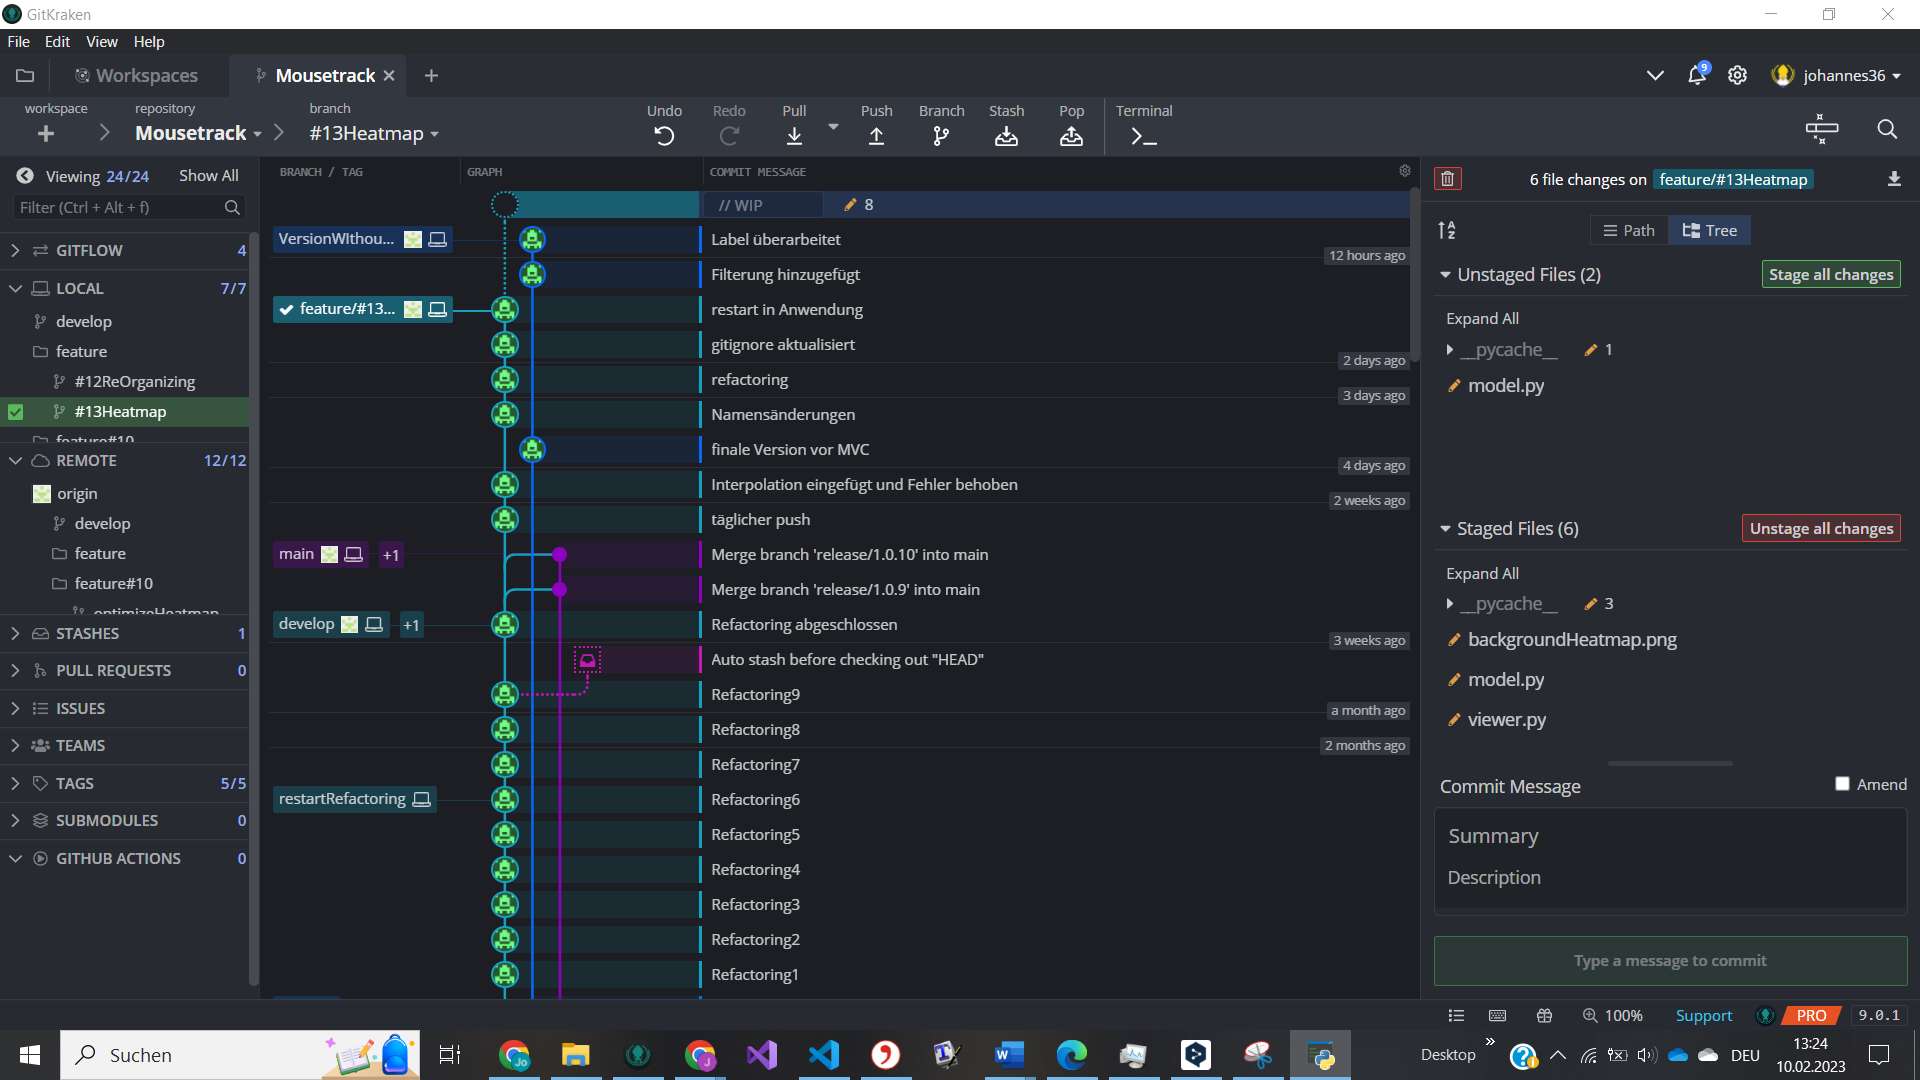 GitKraken
File Edit View Help
Workspaces
Mousetrack
9
johannes36
workspace
repository
Mousetrack
branch
#13Heatmap
Undo
Redo
Pull
Push
Branch
Stash
Pop
Terminal
Viewing 24/24 Show All
Filter (Ctrl + Alt + f)
GITFLOW 4
LOCAL 7/7
develop
feature
#12ReOrganizing
#13Heatmap
feature#10
REMOTE 12/12
origin
develop
feature
feature#10
optimizeHeatmap
STASHES 1
PULL REQUESTS 0
ISSUES
TEAMS
TAGS 5/5
SUBMODULES 0
GITHUB ACTIONS 0
BRANCH / TAG GRAPH COMMIT MESSAGE
// WIP 8
VersionWIthou... Label überarbeitet
12 hours ago
Filterung hinzugefügt
feature/#13... restart in Anwendung
gitignore aktualisiert
2 days ago
refactoring
3 days ago
Namensänderungen
finale Version vor MVC
4 days ago
Interpolation eingefügt und Fehler behoben
2 weeks ago
täglicher push
main +1 Merge branch 'release/1.0.10' into main
Merge branch 'release/1.0.9' into main
develop +1 Refactoring abgeschlossen
3 weeks ago
Auto stash before checking out "HEAD"
Refactoring9
a month ago
Refactoring8
2 months ago
Refactoring7
restartRefactoring Refactoring6
Refactoring5
Refactoring4
Refactoring3
Refactoring2
Refactoring1
6 file changes on feature/#13Heatmap
Path Tree
Unstaged Files (2) Stage all changes
Expand All
__pycache__ 1
model.py
Staged Files (6) Unstage all changes
Expand All
__pycache__ 3
backgroundHeatmap.png
model.py
viewer.py
Commit Message Amend
Summary
Description
Type a message to commit
100% Support PRO 9.0.1
Suchen
Desktop
DEU
13:24
10.02.2023